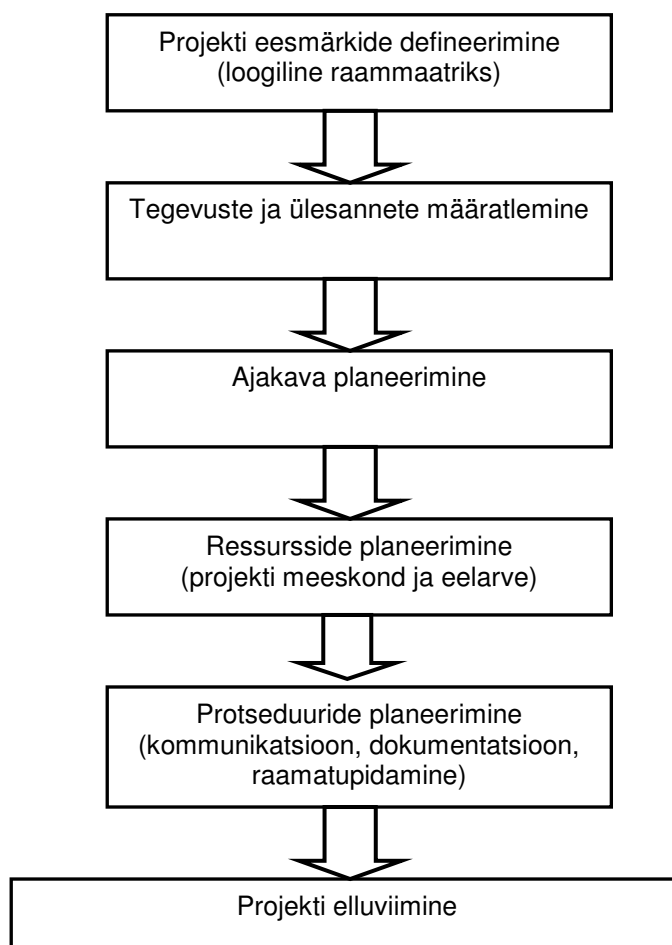 Projekti eesmärkide defineerimine
(loogiline raammaatriks)
Tegevuste ja ülesannete määratlemine
Ajakava planeerimine
Ressursside planeerimine
(projekti meeskond ja eelarve)
Protseduuride planeerimine
(kommunikatsioon, dokumentatsioon,
raamatupidamine)
Projekti elluviimine